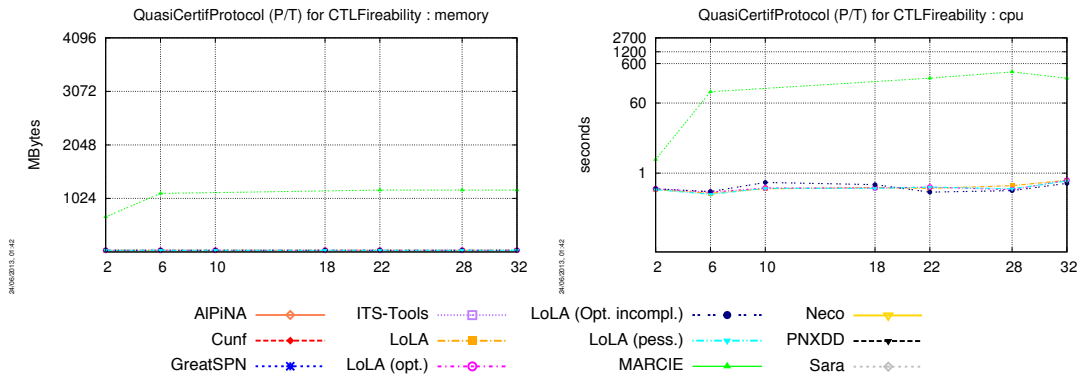 QuasiCertifProtocol (P/T) for CTLFireability : memory
4096
3072
2048
1024
MBytes
2 6 10 18 22 28 32
24/06/2013, 01:42
QuasiCertifProtocol (P/T) for CTLFireability : cpu
2700
1200
600
60
1
seconds
2 6 10 18 22 28 32
24/06/2013, 01:42
AlPiNA ITS-Tools LoLA (Opt. incompl.) Neco
Cunf LoLA LoLA (pess.) PNXDD
GreatSPN LoLA (opt.) MARCIE Sara